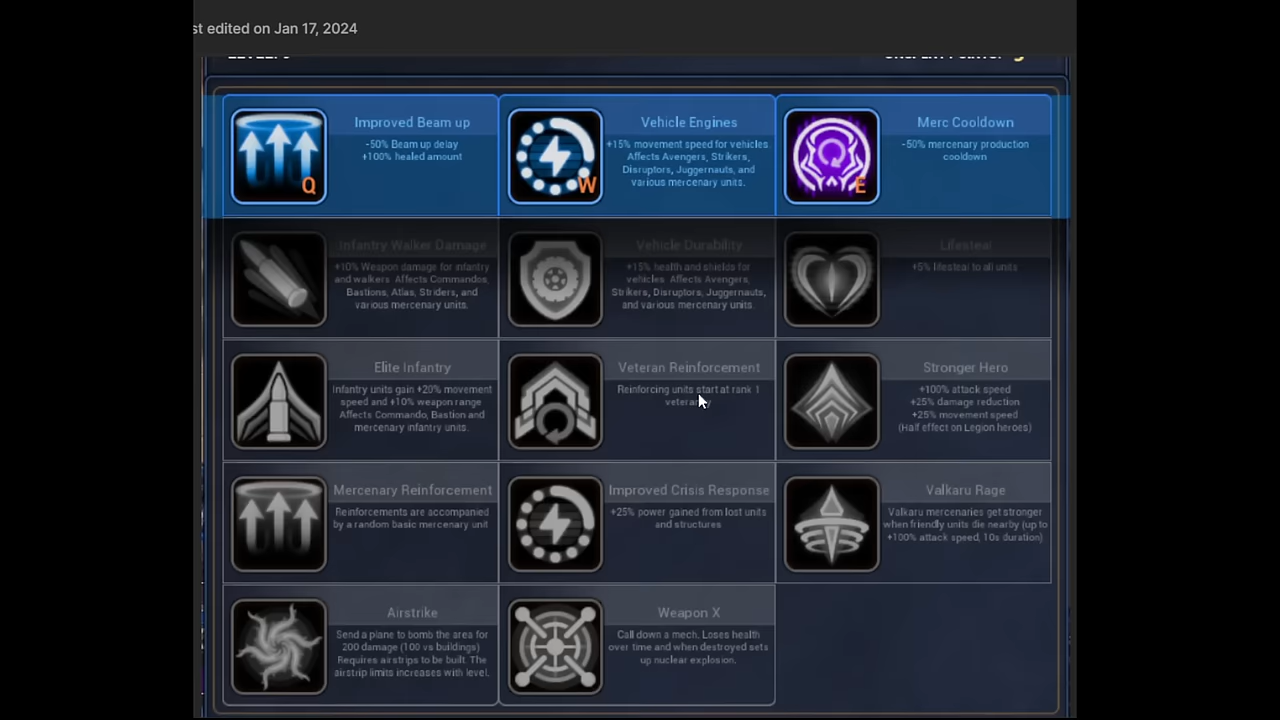 st edited on Jan 17, 2024
Improved Beam up
-50% Beam up delay
+100% healed amount
Q
Vehicle Engines
+15% movement speed for vehicles.
Affects Avengers, Strikers,
Disruptors, Juggernauts, and
various mercenary units.
W
Merc Cooldown
-50% mercenary production
cooldown
E
Infantry Walker Damage
+10% Weapon damage for infantry
and walkers. Affects Commandos,
Bastions, Atlas, Striders, and
various mercenary units.
Vehicle Durability
+15% health and shields for
vehicles. Affects Avengers,
Strikers, Disruptors, Juggernauts,
and various mercenary units.
Lifesteal
+5% lifesteal to all units
Elite Infantry
Infantry units gain +20% movement
speed and +10% weapon range
Affects Commando, Bastion and
mercenary infantry units.
Veteran Reinforcement
Reinforcing units start at rank 1
Stronger Hero
+100% attack speed
+25% damage reduction
+25% movement speed
(Half effect on Legion heroes)
Mercenary Reinforcement
Reinforcements are accompanied
by a random basic mercenary unit
Improved Crisis Response
+25% power gained from lost units
and structures
Valkaru Rage
Valkaru mercenaries get stronger
when friendly units die nearby (up to
+100% attack speed, 10s duration)
Airstrike
Send a plane to bomb the area for
200 damage (100 vs buildings)
Requires airstrips to be built. The
airstrip limits increases with level.
Weapon X
Call down a mech. Loses health
over time and when destroyed sets
up nuclear explosion.